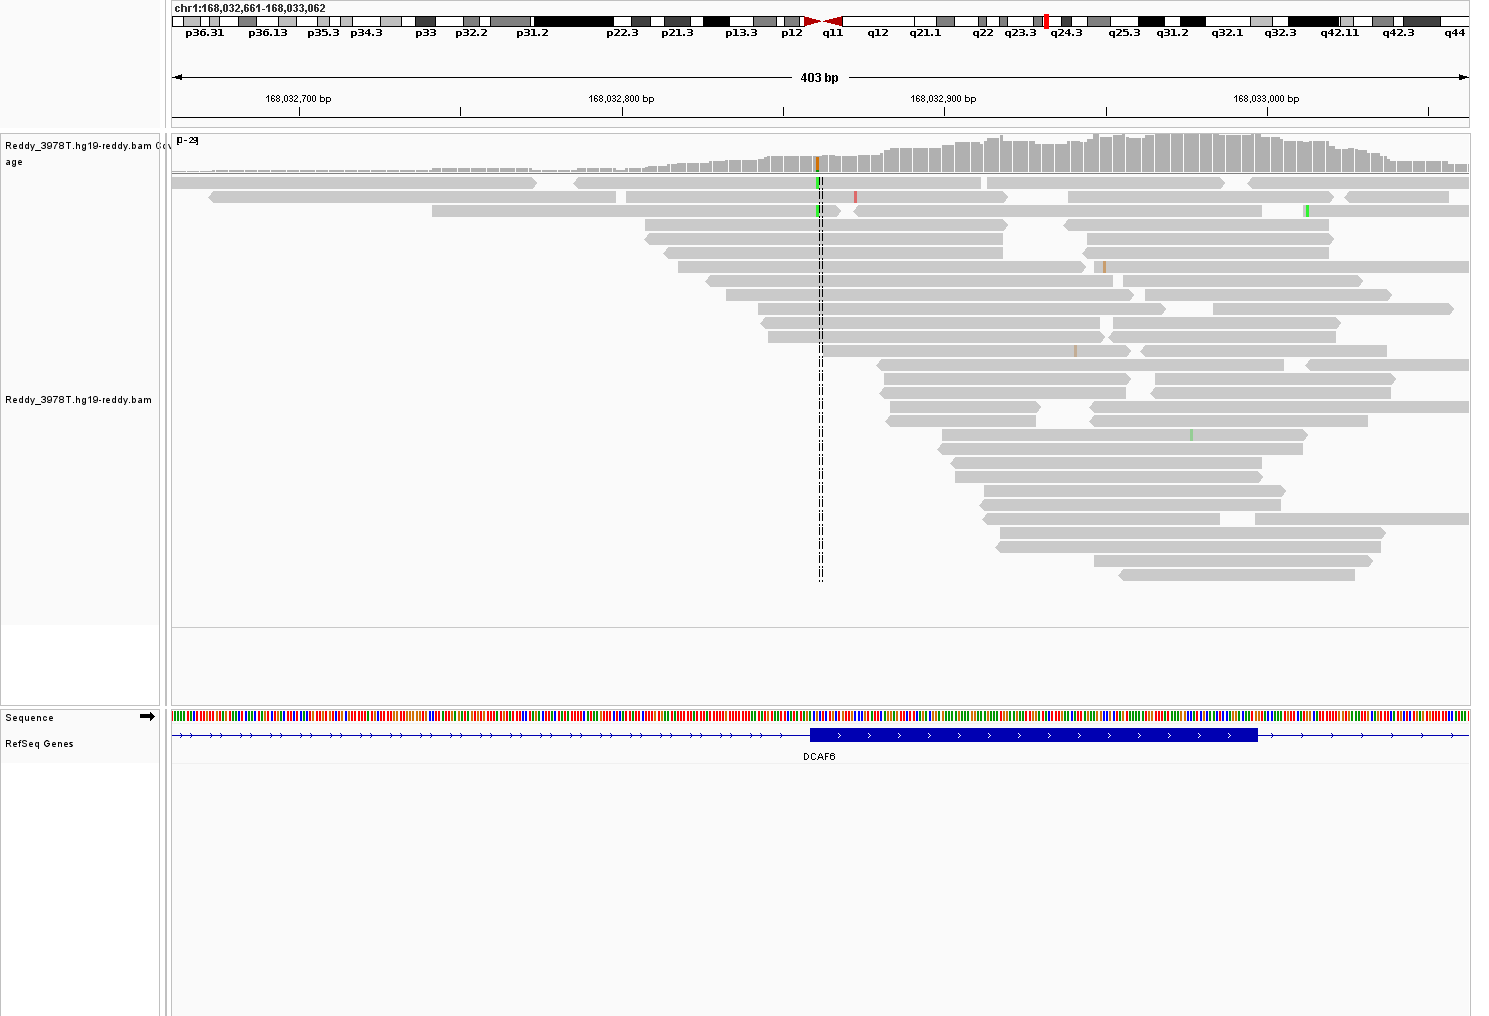 chr1:168,032,661-168,033,062
p36.31 p36.13 p35.3 p34.3 p33 p32.2 p31.2 p22.3 p21.3 p13.3 p12 q11 q12 q21.1 q22 q23.3 q24.3 q25.3 q31.2 q32.1 q32.3 q42.11 q42.3 q44
403 bp
168,032,700 bp 168,032,800 bp 168,032,900 bp 168,033,000 bp
[0-29]
Reddy_3978T.hg19-reddy.bam Cov
age
Reddy_3978T.hg19-reddy.bam
Sequence
RefSeq Genes
DCAF6